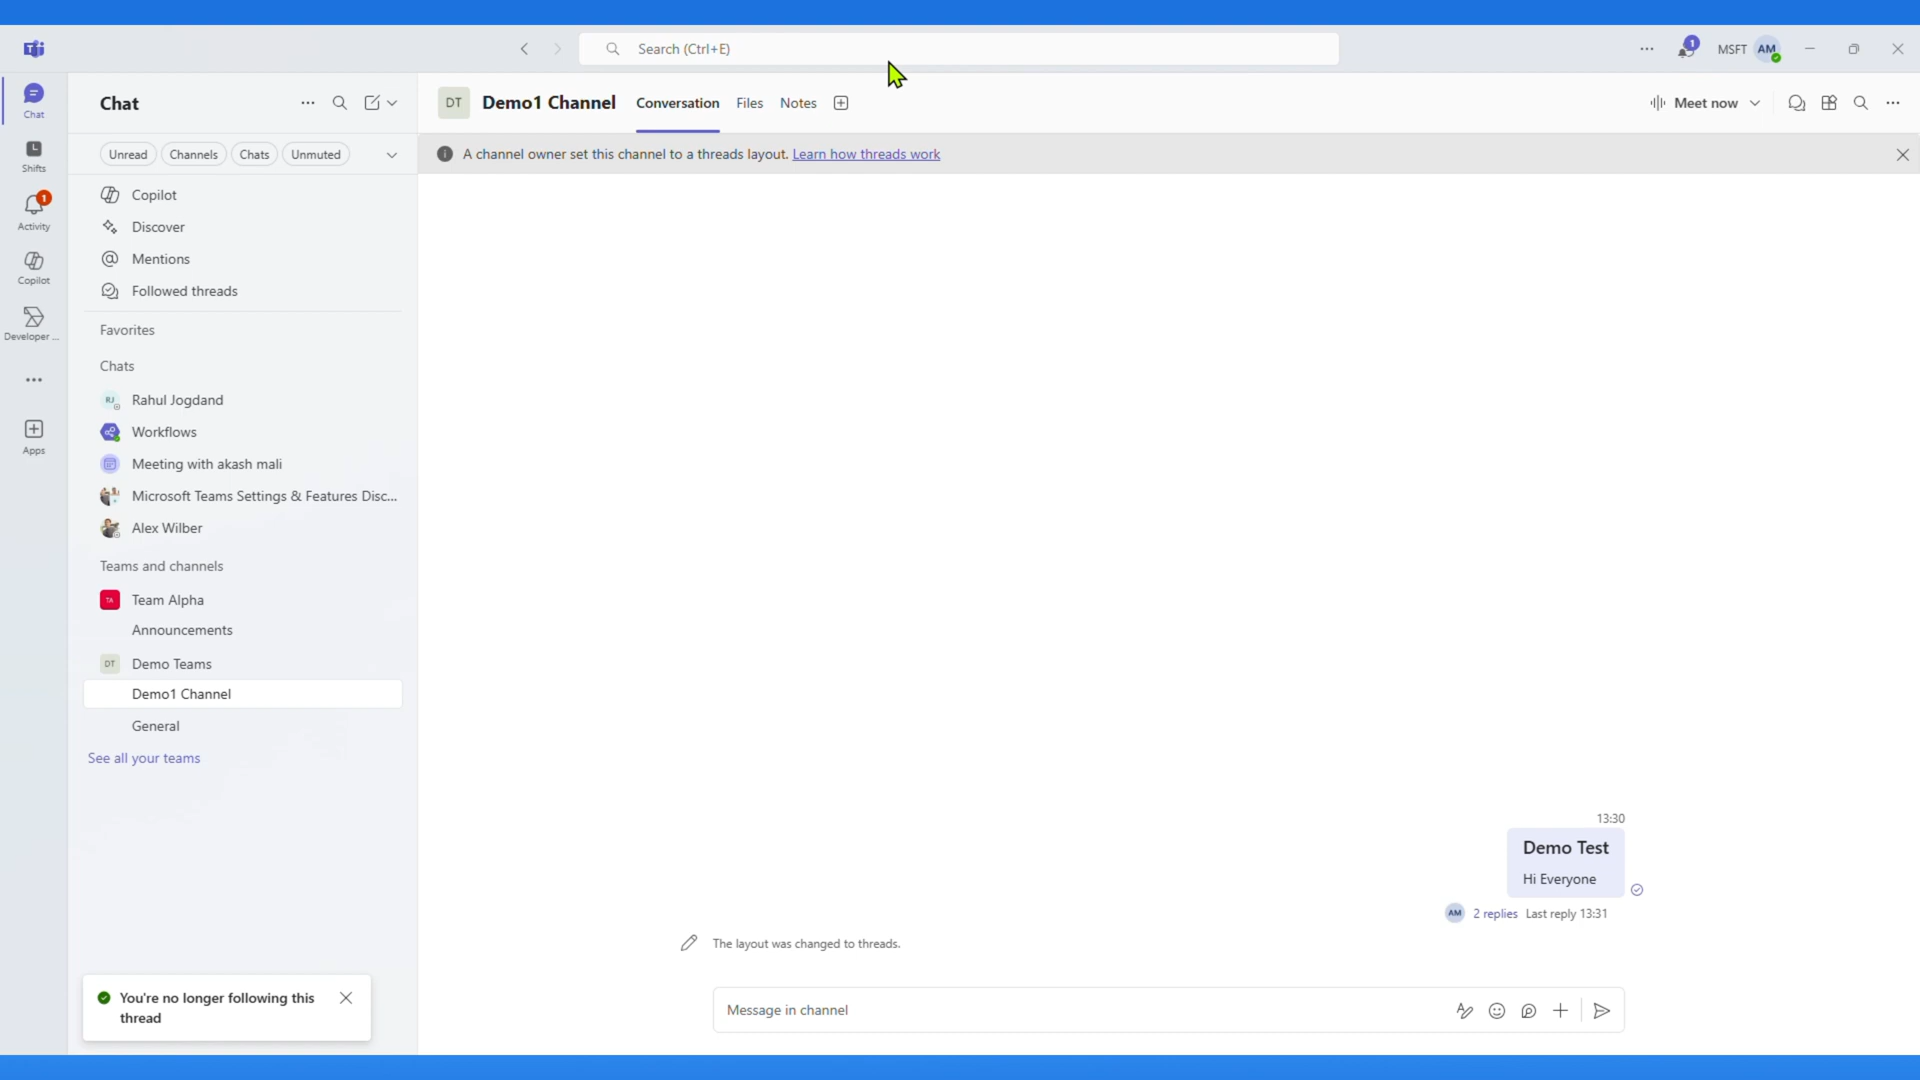 Search (Ctrl+E)
1
MSFT AM
Chat
Shifts
1
Activity
Copilot
Developer ...
Apps
Chat
Unread Channels Chats Unmuted
Copilot
Discover
Mentions
Followed threads
Favorites
Chats
RJ Rahul Jogdand
Workflows
Meeting with akash mali
Microsoft Teams Settings & Features Disc...
Alex Wilber
Teams and channels
TA Team Alpha
Announcements
DT Demo Teams
Demo1 Channel
General
See all your teams
You're no longer following this
thread
DT Demo1 Channel Conversation Files Notes Meet now
A channel owner set this channel to a threads layout. Learn how threads work
13:30
Demo Test
Hi Everyone
AM 2 replies Last reply 13:31
The layout was changed to threads.
Message in channel